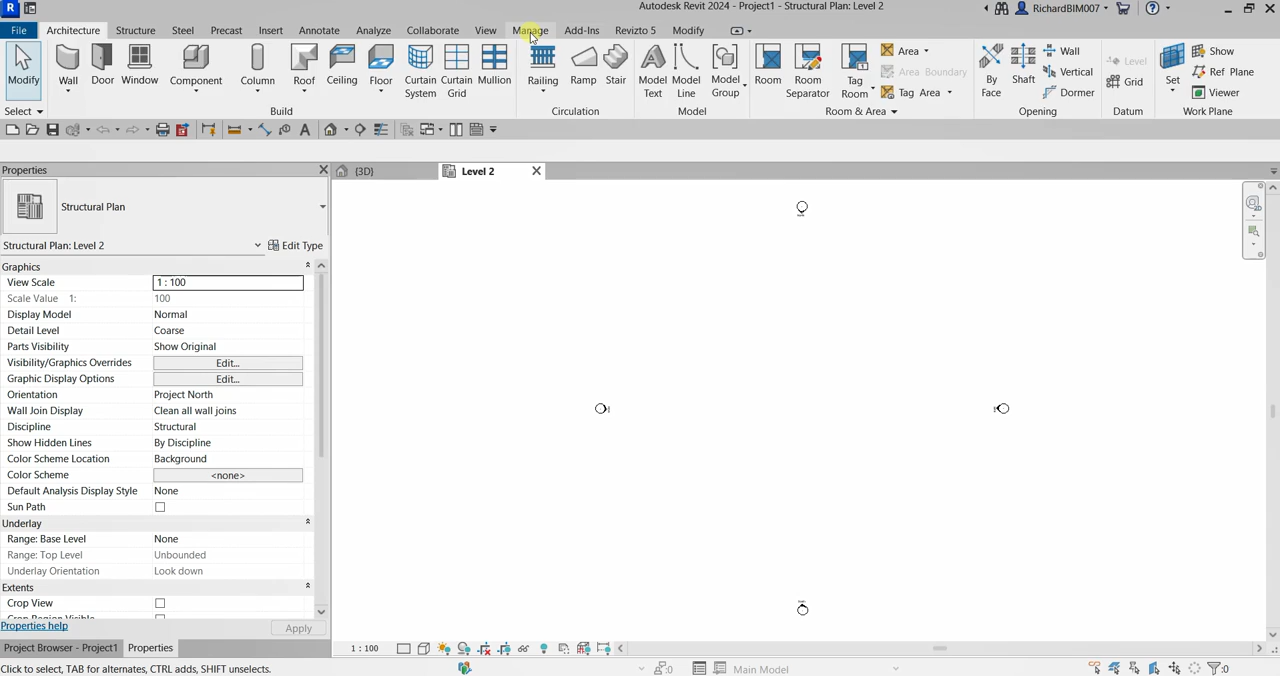 Autodesk Revit 2024 - Project1 - Structural Plan: Level 2
RichardBIM007
File Architecture Structure Steel Precast Insert Annotate Analyze Collaborate View Manage Add-Ins Revizto 5 Modify
Modify
Wall
Door
Window
Component
Column
Roof
Ceiling
Floor
Curtain System
Curtain Grid
Mullion
Railing
Ramp
Stair
Model Text
Model Line
Model Group
Room
Room Separator
Tag Room
Area
Area Boundary
Tag Area
By Face
Shaft
Wall
Vertical
Dormer
Level
Grid
Set
Show
Ref Plane
Viewer
Select
Build
Circulation
Model
Room & Area
Opening
Datum
Work Plane
Properties
{3D}
Level 2
Structural Plan
Structural Plan: Level 2
Edit Type
Graphics
View Scale 1 : 100
Scale Value 1: 100
Display Model Normal
Detail Level Coarse
Parts Visibility Show Original
Visibility/Graphics Overrides Edit...
Graphic Display Options Edit...
Orientation Project North
Wall Join Display Clean all wall joins
Discipline Structural
Show Hidden Lines By Discipline
Color Scheme Location Background
Color Scheme <none>
Default Analysis Display Style None
Sun Path
Underlay
Range: Base Level None
Range: Top Level Unbounded
Underlay Orientation Look down
Extents
Crop View
Crop Region Visible
Properties help
Apply
Project Browser - Project1
Properties
1 : 100
Click to select, TAB for alternates, CTRL adds, SHIFT unselects.
:0
Main Model
:0